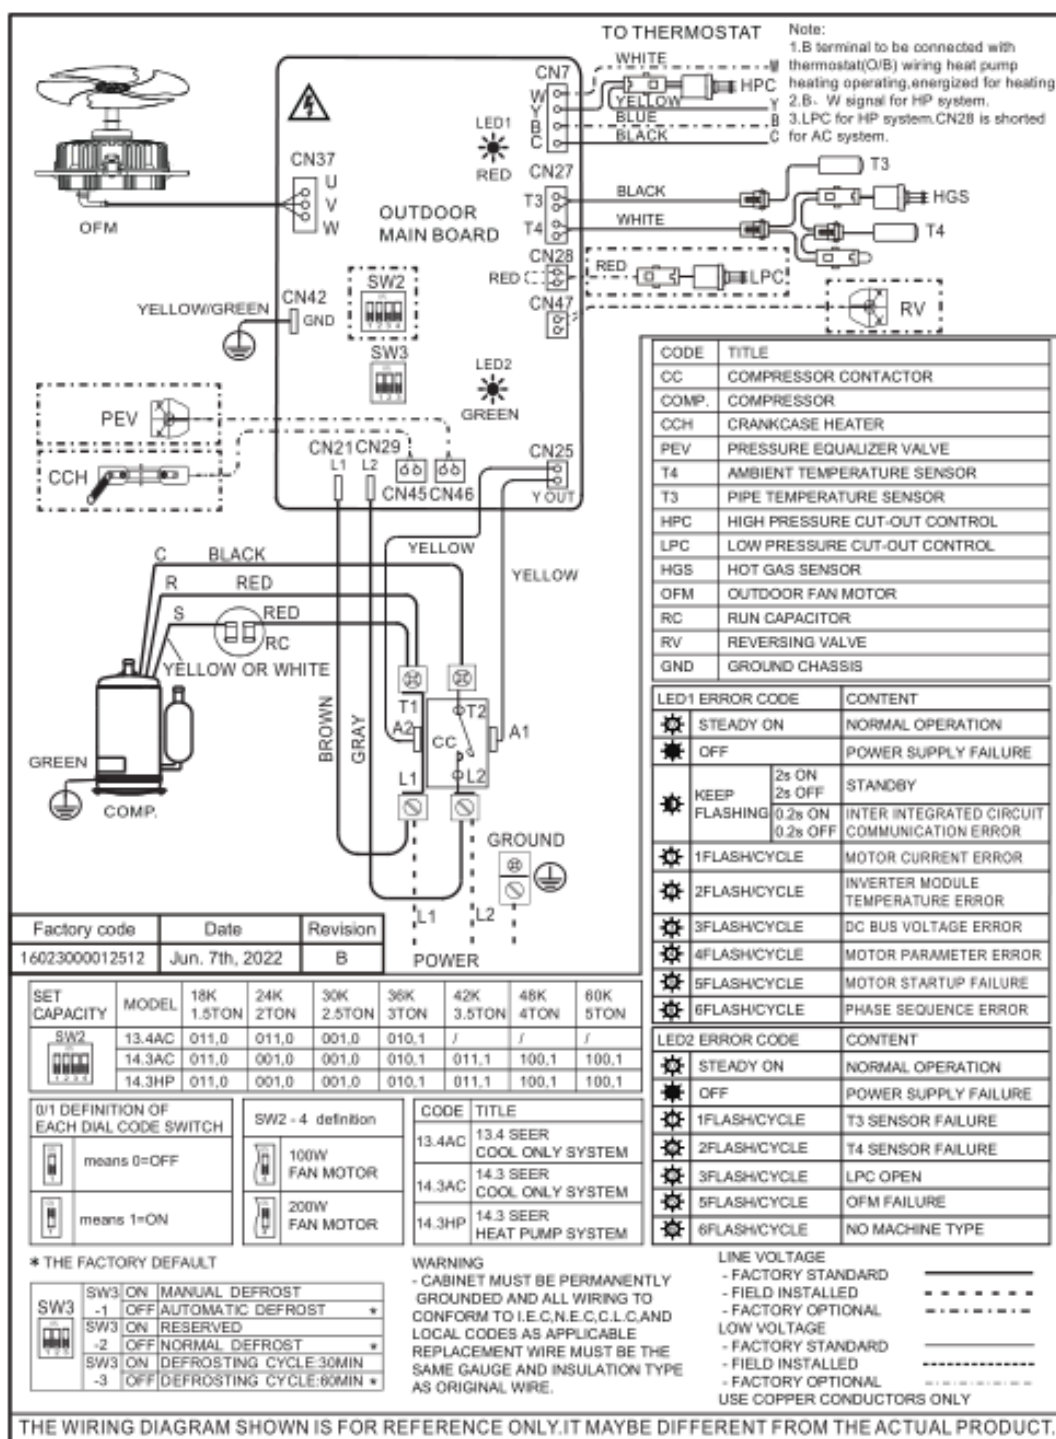 TO THERMOSTAT
Note:
1.B terminal to be connected with
thermostat(O/B) wiring heat pump
heating operating,energized for heating
2.B、W signal for HP system.
3.LPC for HP system.CN28 is shorted
for AC system.
WHITE
W
HPC
YELLOW
Y
BLUE
B
BLACK
C
CN7
W
Y
B
C
LED1
RED
CN37
U
V
W
OFM
OUTDOOR
MAIN BOARD
CN27
T3
T4
BLACK
WHITE
T3
HGS
T4
CN28
RED
RED
LPC
CN47
RV
SW2
SW3
YELLOW/GREEN
CN42
GND
LED2
GREEN
PEV
CCH
CN21
CN29
L1
L2
CN45
CN46
CN25
Y OUT
YELLOW
YELLOW
C
BLACK
R
RED
S
RED
RC
YELLOW OR WHITE
GREEN
COMP.
BROWN
GRAY
T1
T2
A2
CC
A1
L1
L2
GROUND
L1
L2
POWER
CODE TITLE
CC COMPRESSOR CONTACTOR
COMP. COMPRESSOR
CCH CRANKCASE HEATER
PEV PRESSURE EQUALIZER VALVE
T4 AMBIENT TEMPERATURE SENSOR
T3 PIPE TEMPERATURE SENSOR
HPC HIGH PRESSURE CUT-OUT CONTROL
LPC LOW PRESSURE CUT-OUT CONTROL
HGS HOT GAS SENSOR
OFM OUTDOOR FAN MOTOR
RC RUN CAPACITOR
RV REVERSING VALVE
GND GROUND CHASSIS
LED1 ERROR CODE CONTENT
STEADY ON NORMAL OPERATION
OFF POWER SUPPLY FAILURE
KEEP
FLASHING
2s ON
2s OFF
STANDBY
0.2s ON
0.2s OFF
INTER INTEGRATED CIRCUIT
COMMUNICATION ERROR
1FLASH/CYCLE MOTOR CURRENT ERROR
2FLASH/CYCLE INVERTER MODULE
TEMPERATURE ERROR
3FLASH/CYCLE DC BUS VOLTAGE ERROR
4FLASH/CYCLE MOTOR PARAMETER ERROR
5FLASH/CYCLE MOTOR STARTUP FAILURE
6FLASH/CYCLE PHASE SEQUENCE ERROR
LED2 ERROR CODE CONTENT
STEADY ON NORMAL OPERATION
OFF POWER SUPPLY FAILURE
1FLASH/CYCLE T3 SENSOR FAILURE
2FLASH/CYCLE T4 SENSOR FAILURE
3FLASH/CYCLE LPC OPEN
5FLASH/CYCLE OFM FAILURE
6FLASH/CYCLE NO MACHINE TYPE
Factory code Date Revision
16023000012512 Jun. 7th, 2022 B
SET
CAPACITY
MODEL 18K 24K 30K 36K 42K 48K 60K
1.5TON 2TON 2.5TON 3TON 3.5TON 4TON 5TON
SW2
13.4AC 011,0 011,0 001,0 010,1 / / /
14.3AC 011,0 001,0 001,0 010,1 011,1 100,1 100,1
14.3HP 011,0 001,0 001,0 010,1 011,1 100,1 100,1
0/1 DEFINITION OF
EACH DIAL CODE SWITCH
means 0=OFF
means 1=ON
SW2 - 4 definition
100W
FAN MOTOR
200W
FAN MOTOR
CODE TITLE
13.4AC 13.4 SEER
COOL ONLY SYSTEM
14.3AC 14.3 SEER
COOL ONLY SYSTEM
14.3HP 14.3 SEER
HEAT PUMP SYSTEM
* THE FACTORY DEFAULT
SW3
SW3 ON MANUAL DEFROST
-1 OFF AUTOMATIC DEFROST *
SW3 ON RESERVED
-2 OFF NORMAL DEFROST *
SW3 ON DEFROSTING CYCLE:30MIN
-3 OFF DEFROSTING CYCLE:60MIN *
WARNING
- CABINET MUST BE PERMANENTLY
GROUNDED AND ALL WIRING TO
CONFORM TO I.E.C,N.E.C,C.L.C,AND
LOCAL CODES AS APPLICABLE
REPLACEMENT WIRE MUST BE THE
SAME GAUGE AND INSULATION TYPE
AS ORIGINAL WIRE.
LINE VOLTAGE
- FACTORY STANDARD
- FIELD INSTALLED
- FACTORY OPTIONAL
LOW VOLTAGE
- FACTORY STANDARD
- FIELD INSTALLED
- FACTORY OPTIONAL
USE COPPER CONDUCTORS ONLY
THE WIRING DIAGRAM SHOWN IS FOR REFERENCE ONLY.IT MAYBE DIFFERENT FROM THE ACTUAL PRODUCT.